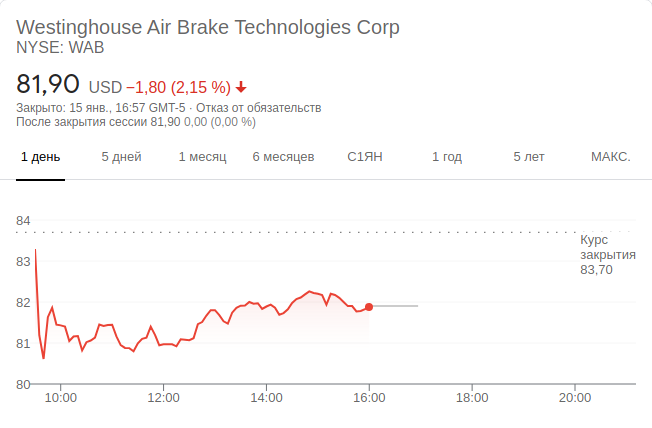 Westinghouse Air Brake Technologies Corp
NYSE: WAB
81,90 USD −1,80 (2,15 %)
Закрыто: 15 янв., 16:57 GMT-5 · Отказ от обязательств
После закрытия сессии 81,90 0,00 (0,00 %)
1 день 5 дней 1 месяц 6 месяцев С1ЯН 1 год 5 лет МАКС.
84
Курс
закрытия
83,70
83
82
81
80
10:00 12:00 14:00 16:00 18:00 20:00